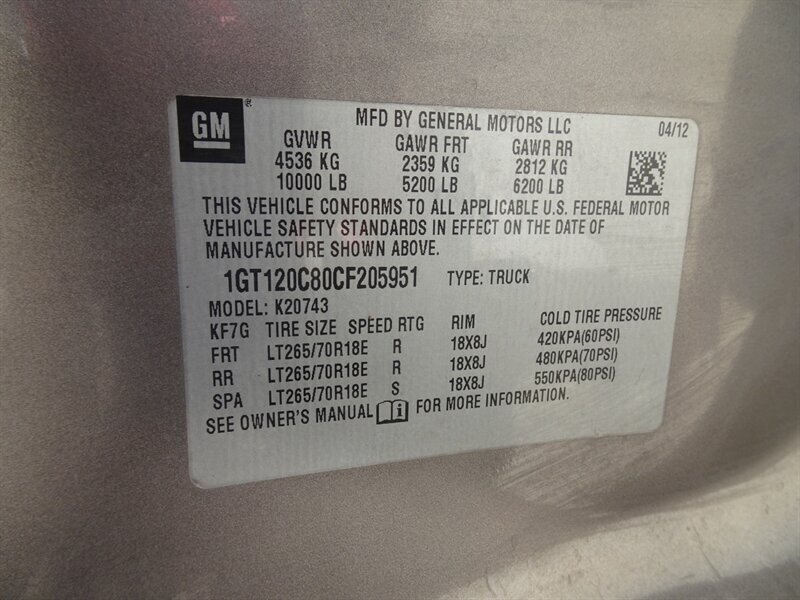 GM
MFD BY GENERAL MOTORS LLC 04/12
GVWR GAWR FRT GAWR RR
4536 KG 2359 KG 2812 KG
10000 LB 5200 LB 6200 LB
THIS VEHICLE CONFORMS TO ALL APPLICABLE U.S. FEDERAL MOTOR
VEHICLE SAFETY STANDARDS IN EFFECT ON THE DATE OF
MANUFACTURE SHOWN ABOVE.
1GT120C80CF205951 TYPE: TRUCK
MODEL: K20743
KF7G TIRE SIZE SPEED RTG RIM COLD TIRE PRESSURE
FRT LT265/70R18E R 18X8J 420KPA(60PSI)
RR LT265/70R18E R 18X8J 480KPA(70PSI)
SPA LT265/70R18E S 18X8J 550KPA(80PSI)
SEE OWNER'S MANUAL FOR MORE INFORMATION.